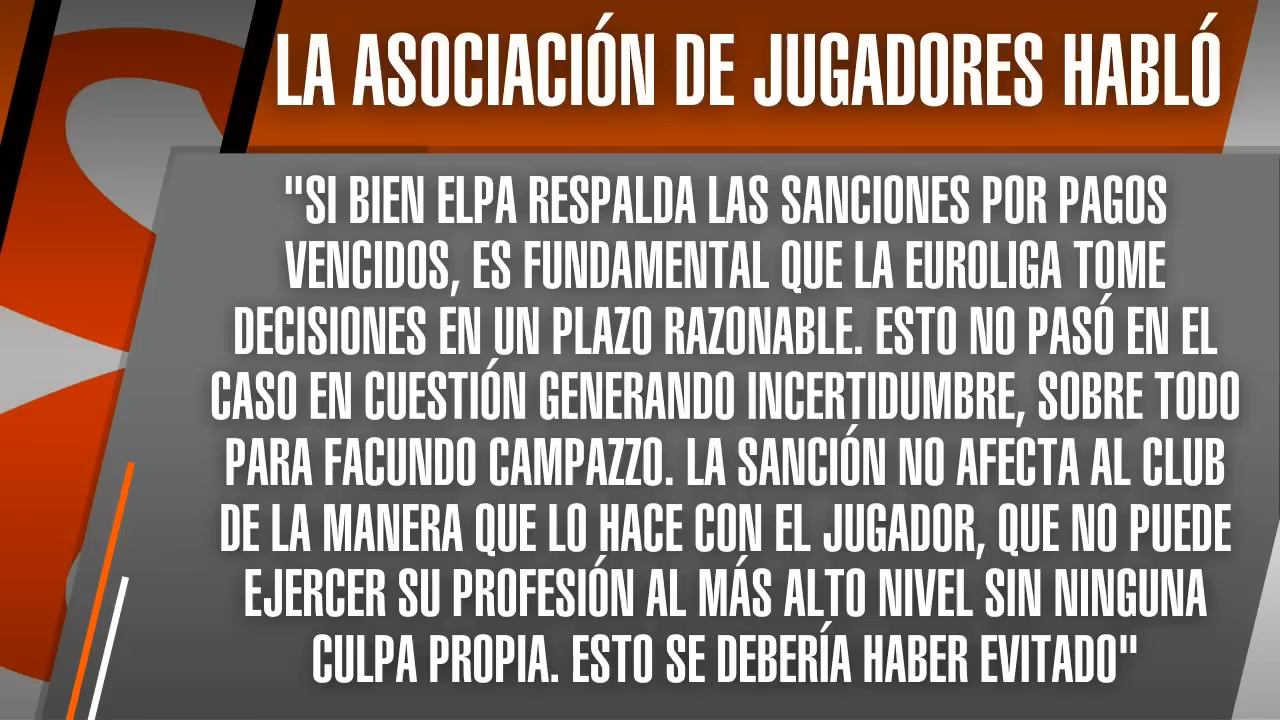 LA ASOCIACIÓN DE JUGADORES HABLÓ
"SI BIEN ELPA RESPALDA LAS SANCIONES POR PAGOS
VENCIDOS, ES FUNDAMENTAL QUE LA EUROLIGA TOME
DECISIONES EN UN PLAZO RAZONABLE. ESTO NO PASÓ EN EL
CASO EN CUESTIÓN GENERANDO INCERTIDUMBRE, SOBRE TODO
PARA FACUNDO CAMPAZZO. LA SANCIÓN NO AFECTA AL CLUB
DE LA MANERA QUE LO HACE CON EL JUGADOR, QUE NO PUEDE
EJERCER SU PROFESIÓN AL MÁS ALTO NIVEL SIN NINGUNA
CULPA PROPIA. ESTO SE DEBERÍA HABER EVITADO"